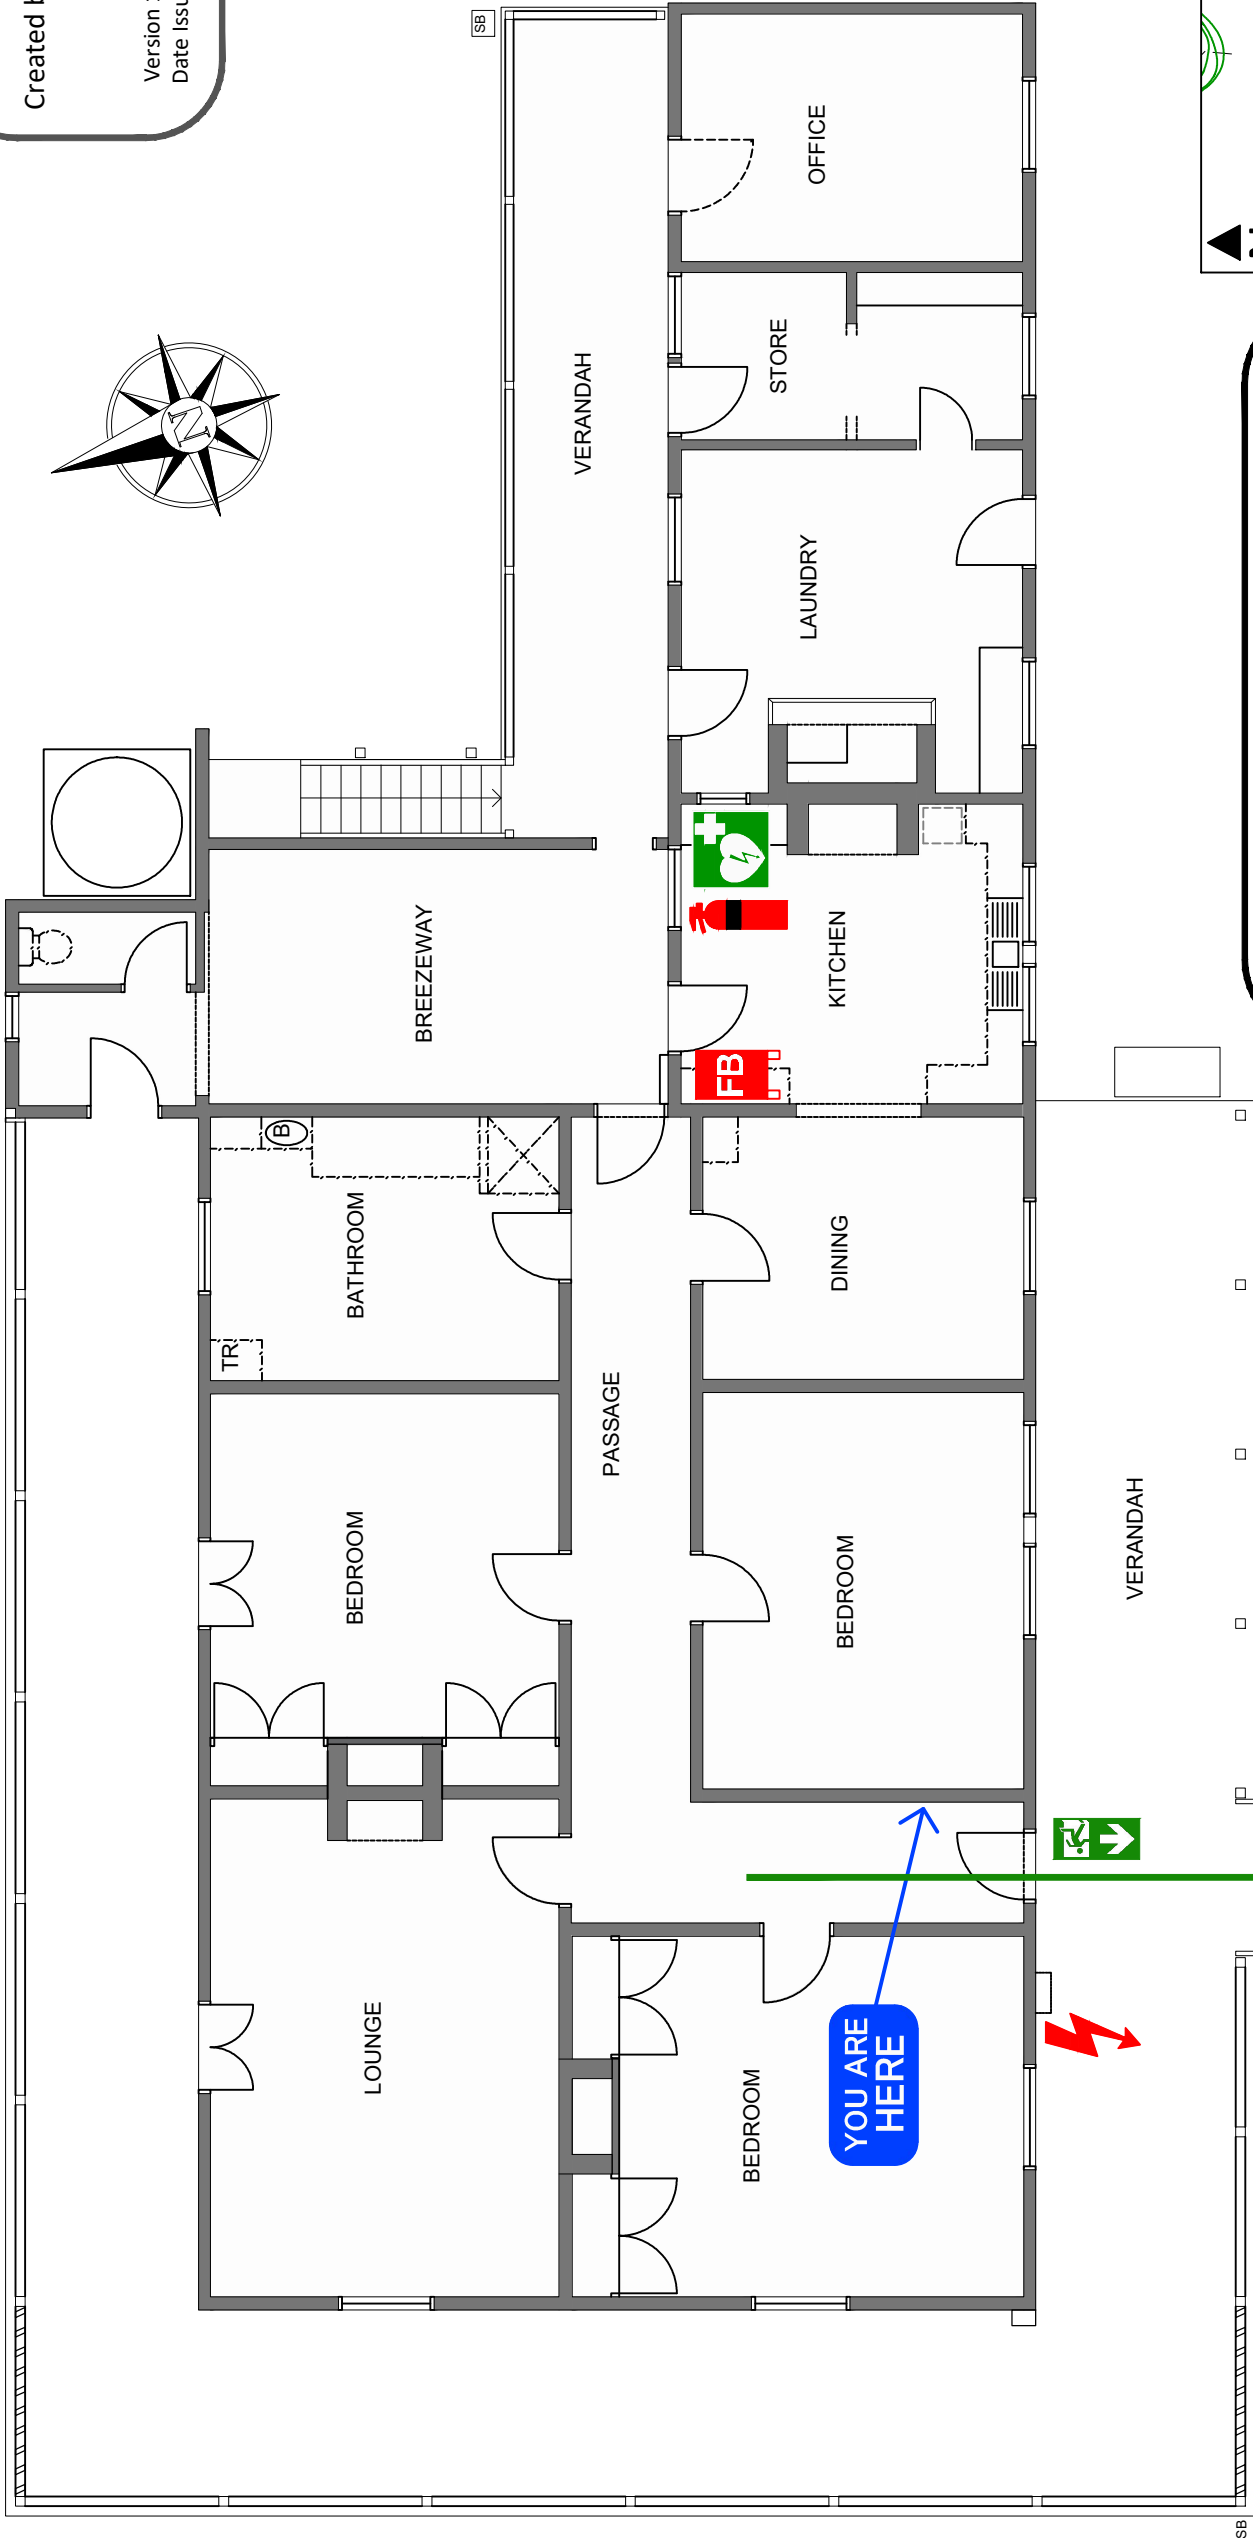 Created b
Version :
Date Issu
SB
N
OFFICE
STORE
VERANDAH
LAUNDRY
BREEZEWAY
KITCHEN
FB
B
BATHROOM
TR
DINING
PASSAGE
BEDROOM
BEDROOM
VERANDAH
LOUNGE
BEDROOM
YOU ARE
HERE
SB